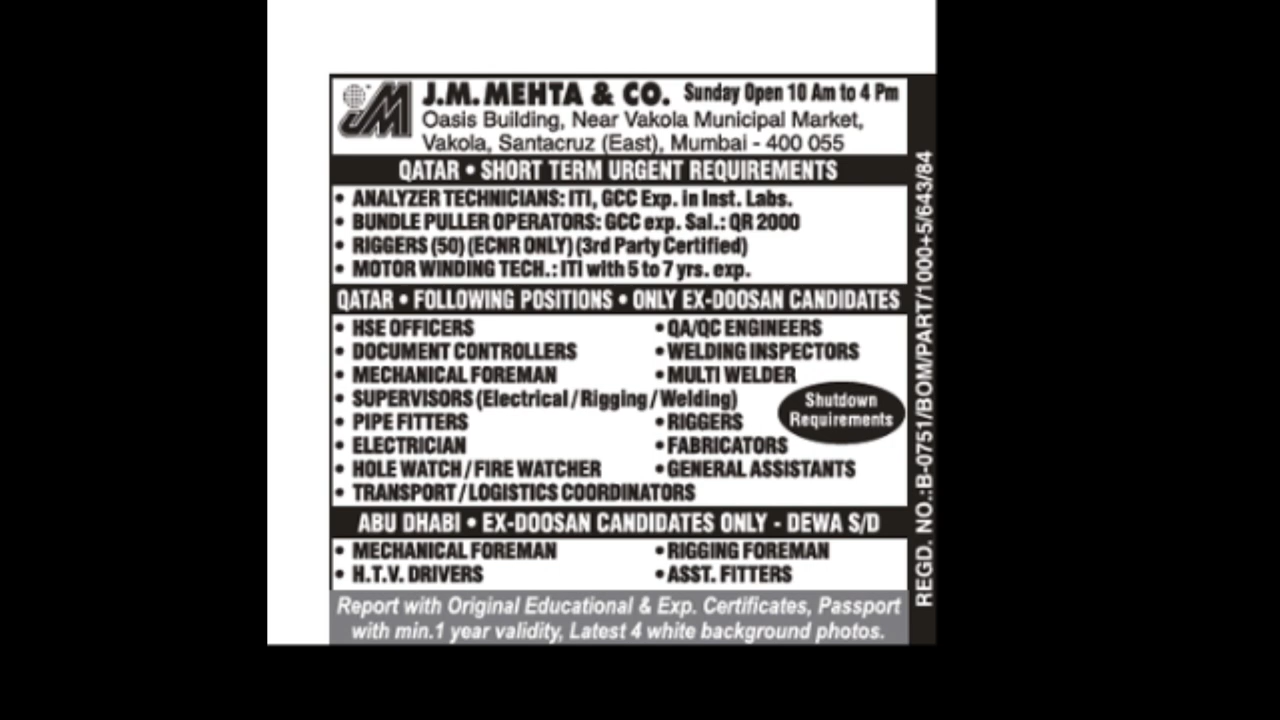 JM
J.M. MEHTA & CO. Sunday Open 10 Am to 4 Pm
Oasis Building, Near Vakola Municipal Market,
Vakola, Santacruz (East), Mumbai - 400 055
QATAR • SHORT TERM URGENT REQUIREMENTS
• ANALYZER TECHNICIANS: ITI, GCC Exp. in Inst. Labs.
• BUNDLE PULLER OPERATORS: GCC exp. Sal.: QR 2000
• RIGGERS (50) (ECNR ONLY) (3rd Party Certified)
• MOTOR WINDING TECH.: ITI with 5 to 7 yrs. exp.
QATAR • FOLLOWING POSITIONS • ONLY EX-DOOSAN CANDIDATES
• HSE OFFICERS • QA/QC ENGINEERS
• DOCUMENT CONTROLLERS • WELDING INSPECTORS
• MECHANICAL FOREMAN • MULTI WELDER
• SUPERVISORS (Electrical / Rigging / Welding)
Shutdown
Requirements
• PIPE FITTERS • RIGGERS
• ELECTRICIAN • FABRICATORS
• HOLE WATCH / FIRE WATCHER • GENERAL ASSISTANTS
• TRANSPORT / LOGISTICS COORDINATORS
ABU DHABI • EX-DOOSAN CANDIDATES ONLY - DEWA S/D
• MECHANICAL FOREMAN • RIGGING FOREMAN
• H.T.V. DRIVERS • ASST. FITTERS
Report with Original Educational & Exp. Certificates, Passport
with min.1 year validity, Latest 4 white background photos.
REGD. NO.:B-0751/BOM/PART/1000+5/643/84